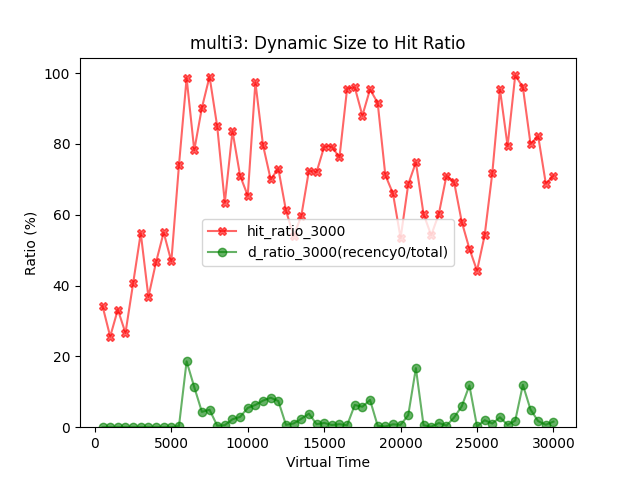 multi3: Dynamic Size to Hit Ratio
100
80
60
40
20
0
Ratio (%)
hit_ratio_3000
d_ratio_3000(recency0/total)
0 5000 10000 15000 20000 25000 30000
Virtual Time